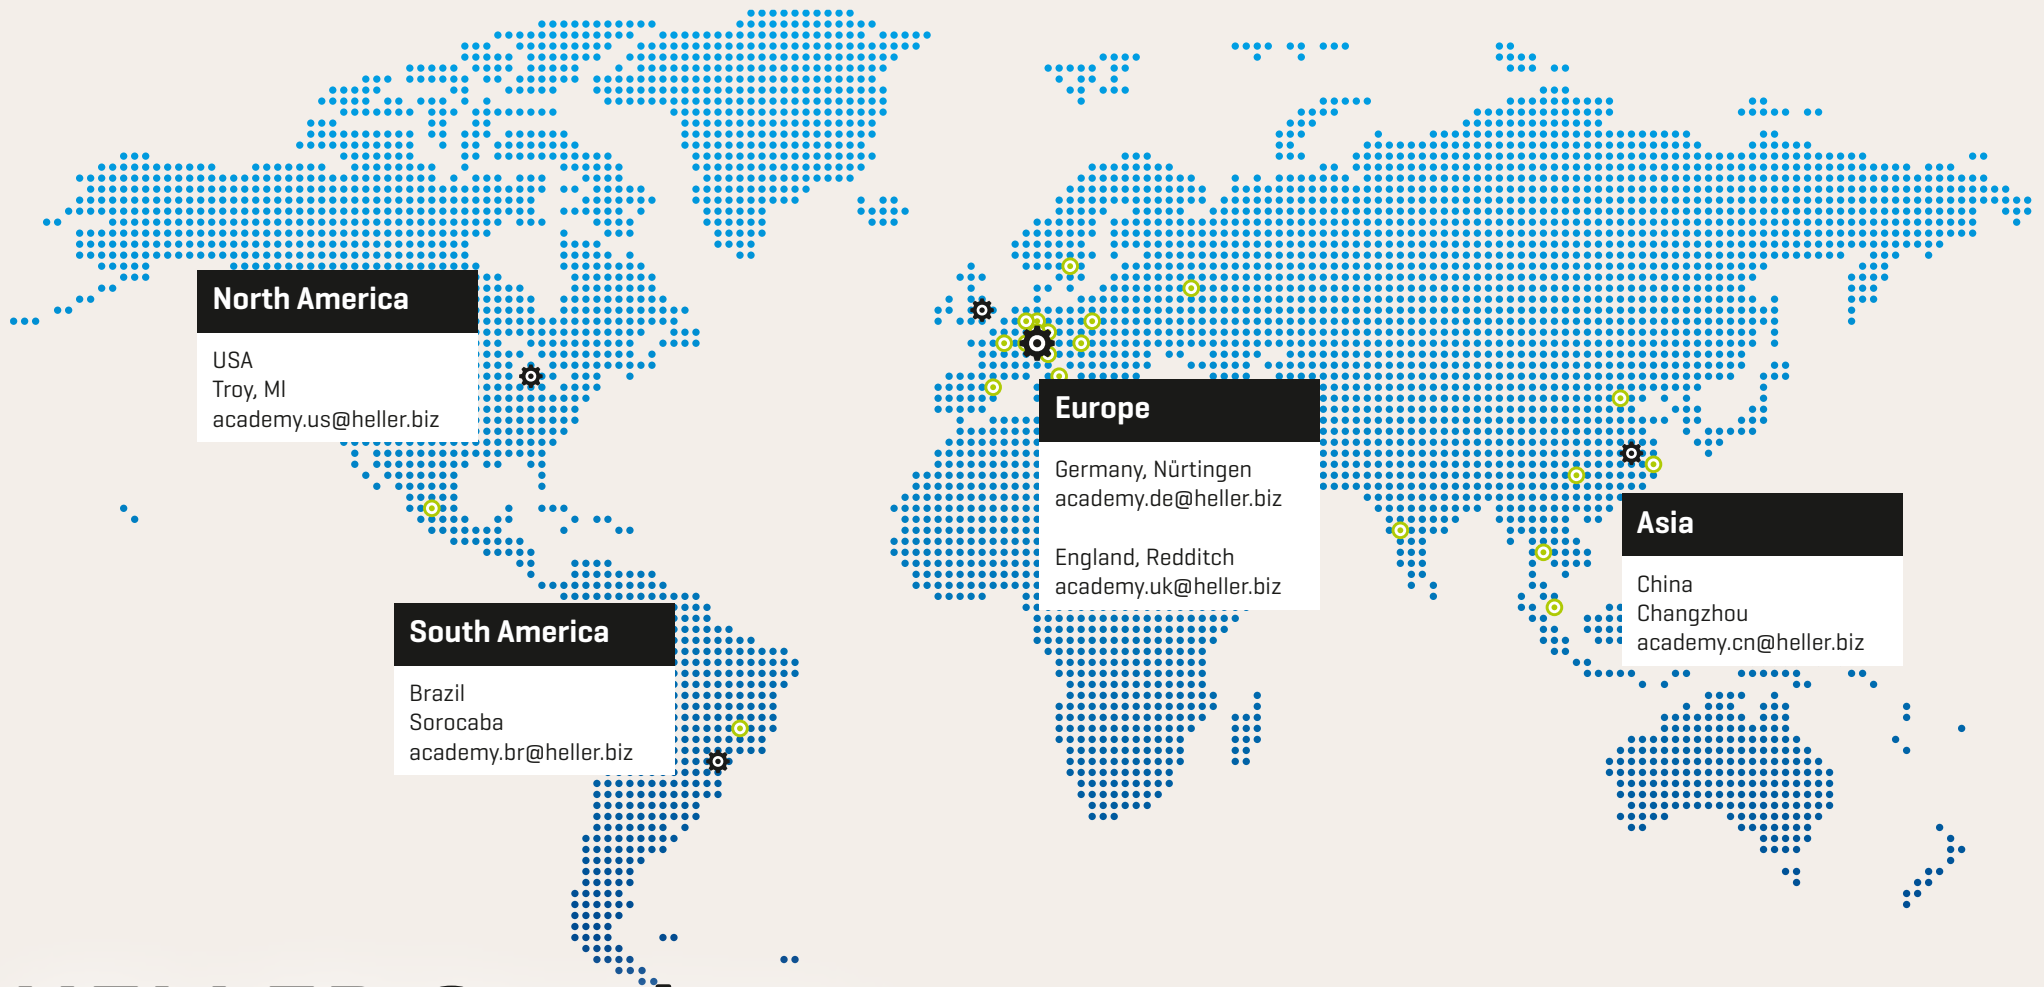 North America
USA
Troy, MI
academy.us@heller.biz
Europe
Germany, Nürtingen
academy.de@heller.biz
England, Redditch
academy.uk@heller.biz
Asia
China
Changzhou
academy.cn@heller.biz
South America
Brazil
Sorocaba
academy.br@heller.biz